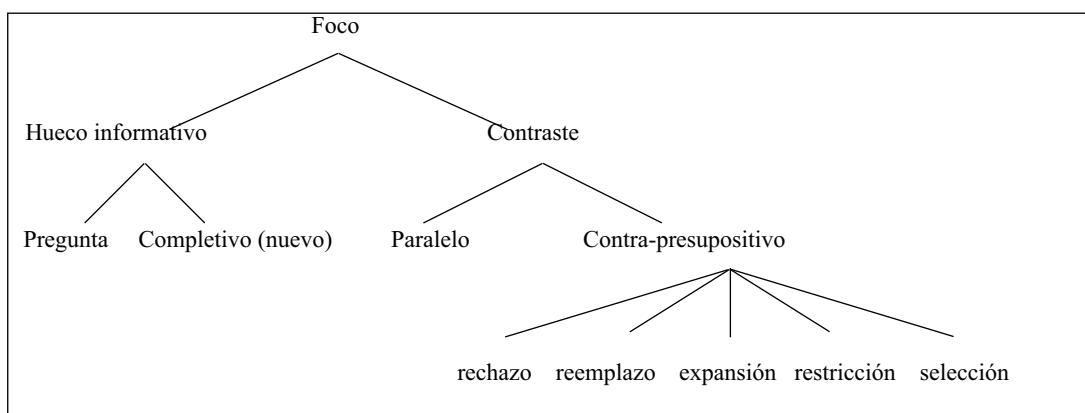 Foco
Hueco informativo Contraste
Pregunta Completivo (nuevo) Paralelo Contra-presupositivo
rechazo reemplazo expansión restricción selección